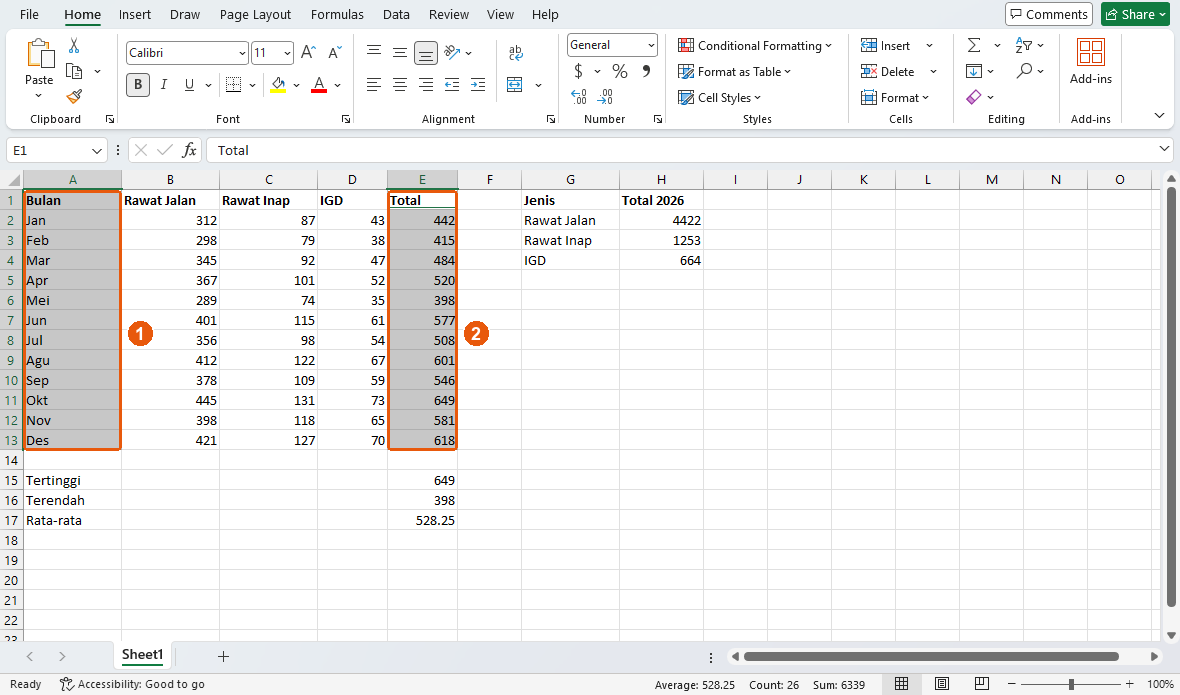 File Home Insert Draw Page Layout Formulas Data Review View Help Comments Share
Calibri 11 General Conditional Formatting Insert
Paste B I U $ % Format as Table Delete Add-ins
Cell Styles Format
Clipboard Font Alignment Number Styles Cells Editing Add-ins
E1 fx Total
A B C D E F G H I J K L M N O
1 Bulan Rawat Jalan Rawat Inap IGD Total Jenis Total 2026
2 Jan 312 87 43 442 Rawat Jalan 4422
3 Feb 298 79 38 415 Rawat Inap 1253
4 Mar 345 92 47 484 IGD 664
5 Apr 367 101 52 520
6 Mei 289 74 35 398
7 Jun 401 115 61 577
1 2
8 Jul 356 98 54 508
9 Agu 412 122 67 601
10 Sep 378 109 59 546
11 Okt 445 131 73 649
12 Nov 398 118 65 581
13 Des 421 127 70 618
14
15 Tertinggi 649
16 Terendah 398
17 Rata-rata 528.25
18
19
20
21
22
23
Sheet1
Ready Accessibility: Good to go Average: 528.25 Count: 26 Sum: 6339 100%